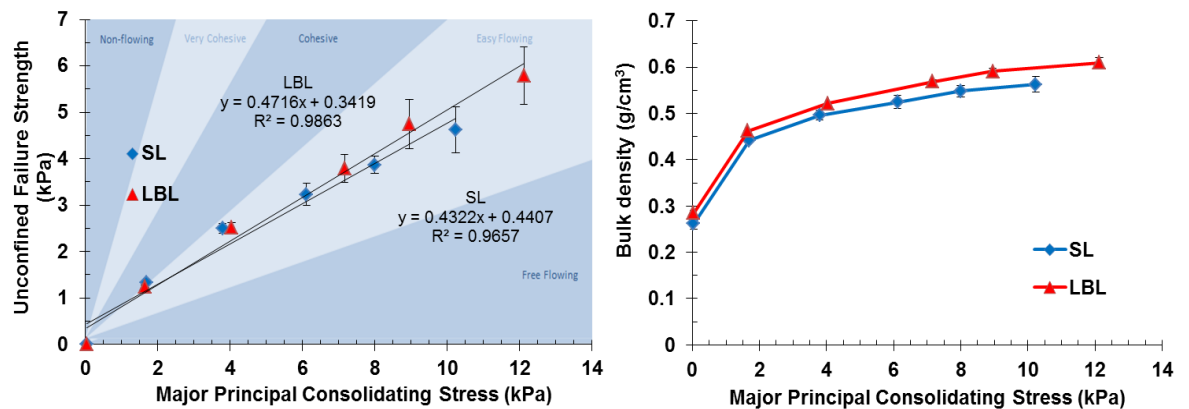 Unconfined Failure Strength
(kPa)
7
6
5
4
3
2
1
0
Non-flowing
Very Cohesive
Cohesive
Easy Flowing
LBL
y = 0.4716x + 0.3419
R² = 0.9863
SL
LBL
SL
y = 0.4322x + 0.4407
R² = 0.9657
Free Flowing
0 2 4 6 8 10 12 14
Major Principal Consolidating Stress (kPa)
Bulk density (g/cm³)
0.7
0.6
0.5
0.4
0.3
0.2
0.1
0
SL
LBL
0 2 4 6 8 10 12 14
Major Principal Consolidating Stress (kPa)